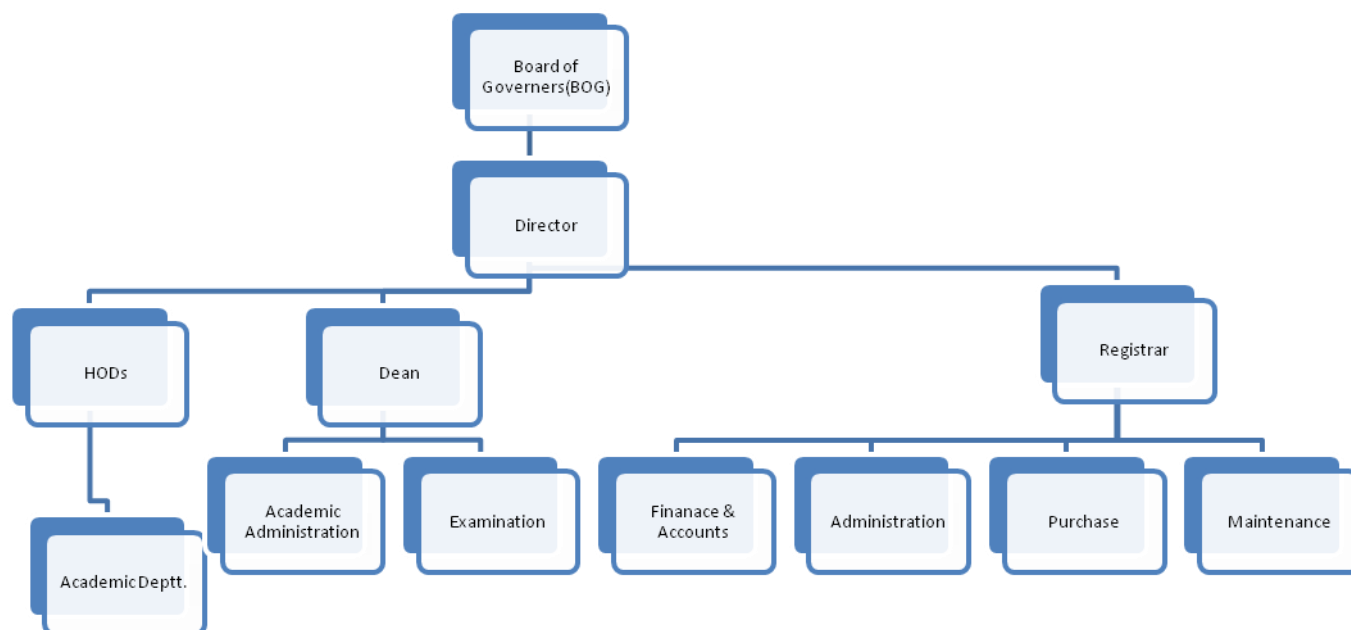 Board of
Governers(BOG)
Director
HODs
Dean
Registrar
Academic
Administration
Examination
Finanace &
Accounts
Administration
Purchase
Maintenance
Academic Deptt.